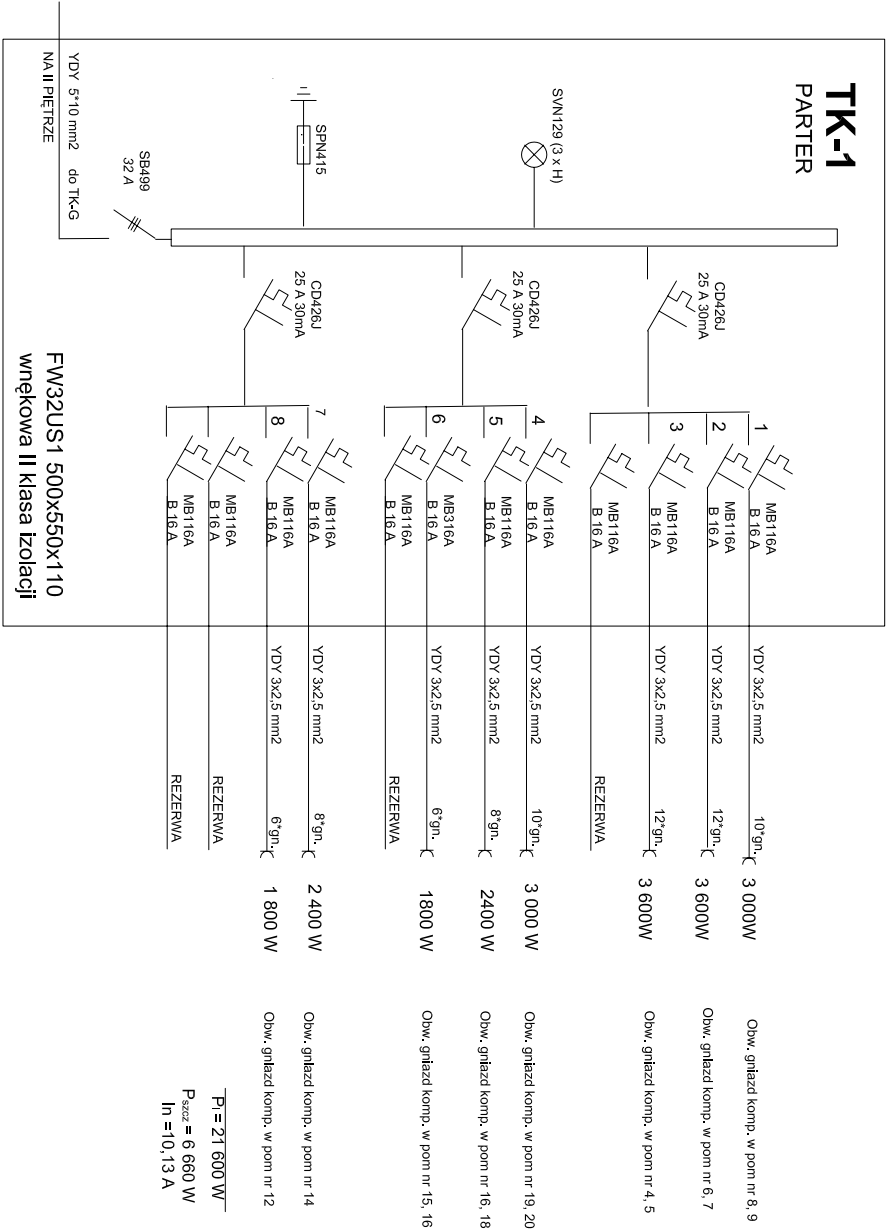 TK-1
PARTER
SVN129 (3 x H)
SPN415
SB499
32 A
YDY 5*10 mm2 do TK-G
NA II PIĘTRZE
CD426J
25 A 30mA
CD426J
25 A 30mA
CD426J
25 A 30mA
1
MB116A
B 16 A
YDY 3x2,5 mm2
10*gn.
3 000W
Obw. gniazd komp. w pom nr 8, 9
2
MB116A
B 16 A
YDY 3x2,5 mm2
12*gn.
3 600W
Obw. gniazd komp. w pom nr 6, 7
3
MB116A
B 16 A
YDY 3x2,5 mm2
12*gn.
3 600W
Obw. gniazd komp. w pom nr 4, 5
MB116A
B 16 A
REZERWA
4
MB116A
B 16 A
YDY 3x2,5 mm2
10*gn.
3 000 W
Obw. gniazd komp. w pom nr 19, 20
5
MB116A
B 16 A
YDY 3x2,5 mm2
8*gn.
2400 W
Obw. gniazd komp. w pom nr 16, 18
6
MB316A
B 16 A
YDY 3x2,5 mm2
6*gn.
1800 W
Obw. gniazd komp. w pom nr 15, 16
MB116A
B 16 A
REZERWA
7
MB116A
B 16 A
YDY 3x2,5 mm2
8*gn.
2 400 W
Obw. gniazd komp. w pom nr 14
8
MB116A
B 16 A
YDY 3x2,5 mm2
6*gn.
1 800 W
Obw. gniazd komp. w pom nr 12
MB116A
B 16 A
REZERWA
MB116A
B 16 A
REZERWA
FW32US1 500x550x110
wnękowa II klasa izolacji
Pi = 21 600 W
Pszcz = 6 660 W
In =10,13 A